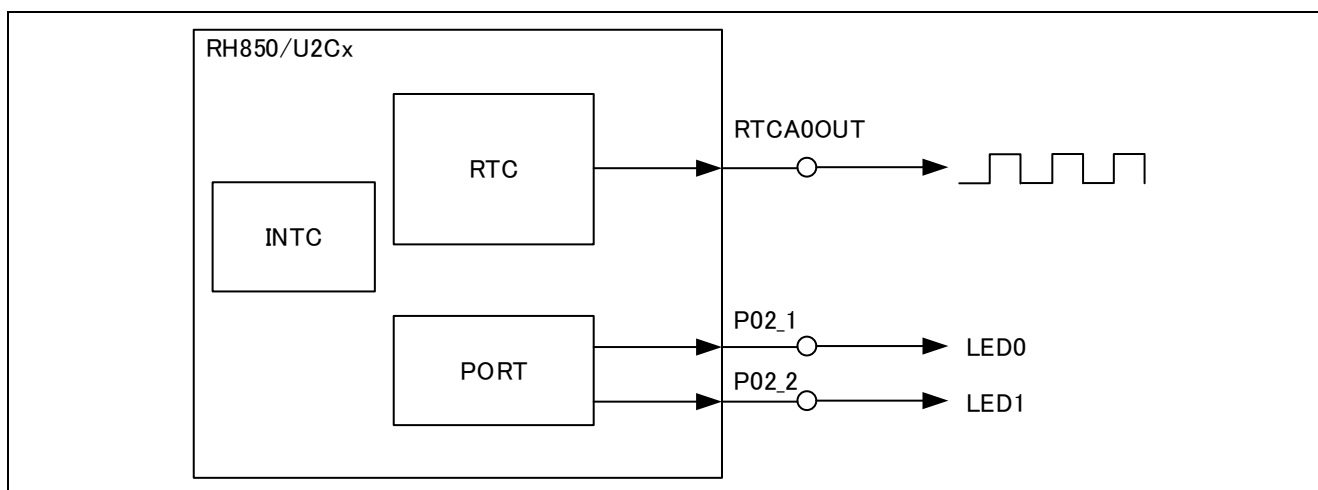 RH850/U2Cx
RTC
RTCA0OUT
INTC
PORT
P02_1
LED0
P02_2
LED1